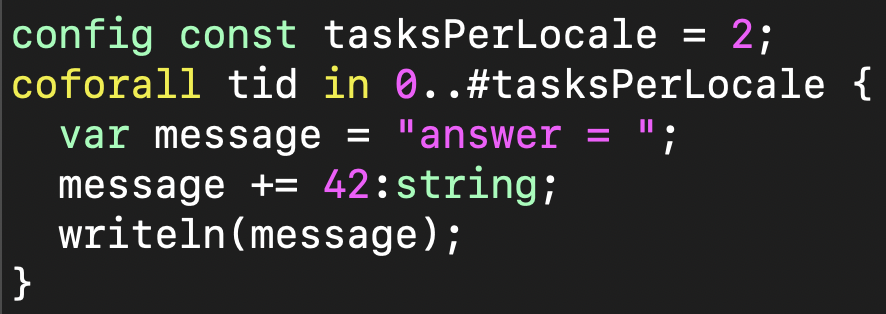 config const tasksPerLocale = 2;
coforall tid in 0..#tasksPerLocale {
  var message = "answer = ";
  message += 42:string;
  writeln(message);
}